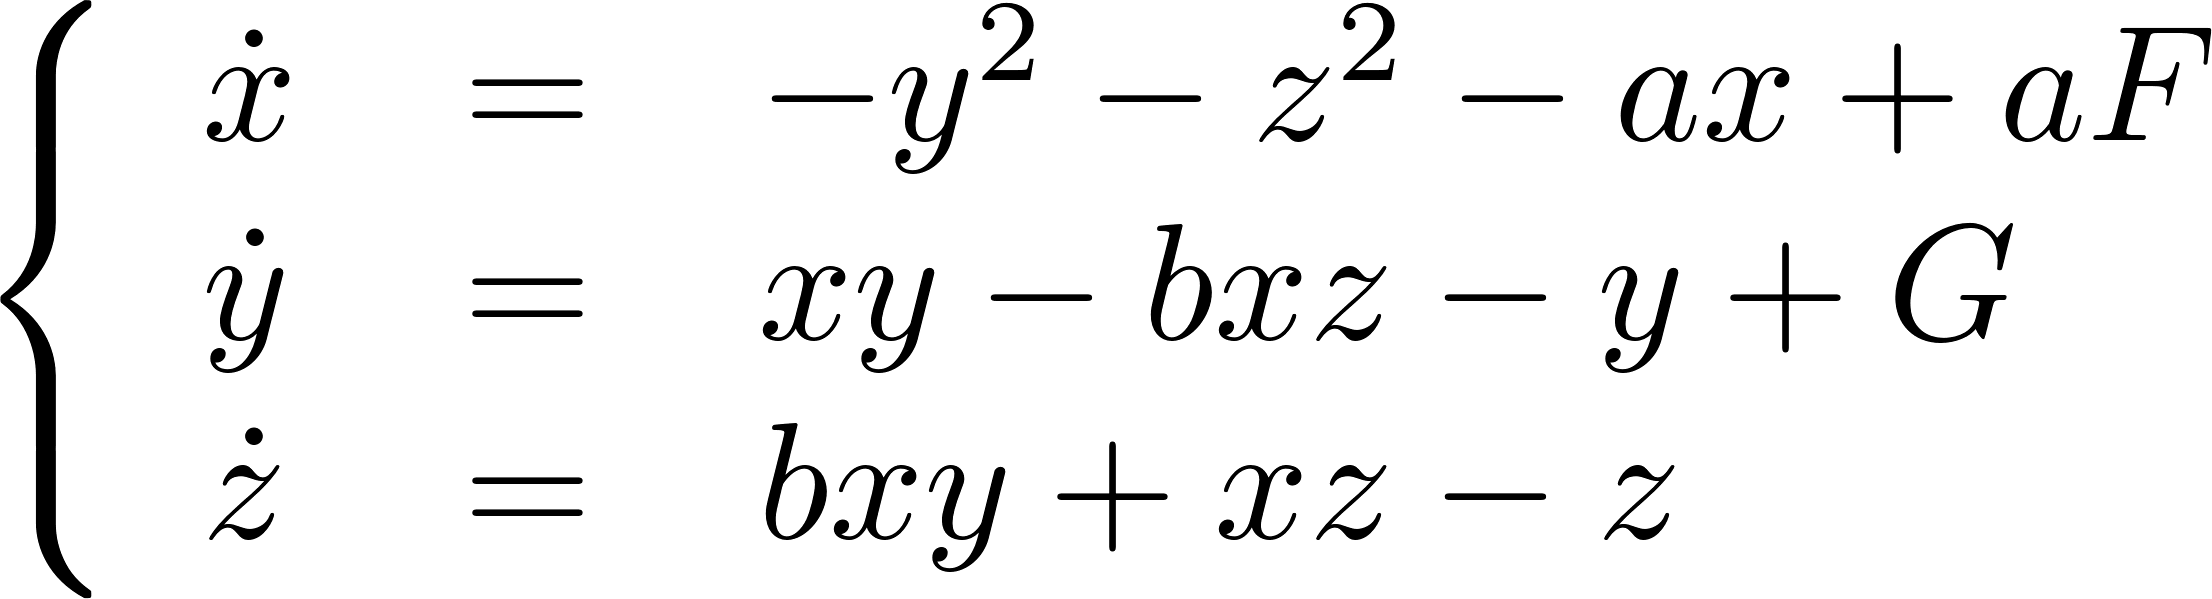 ẋ = −y² − z² − ax + aF
ẏ = xy − bxz − y + G
ż = bxy + xz − z